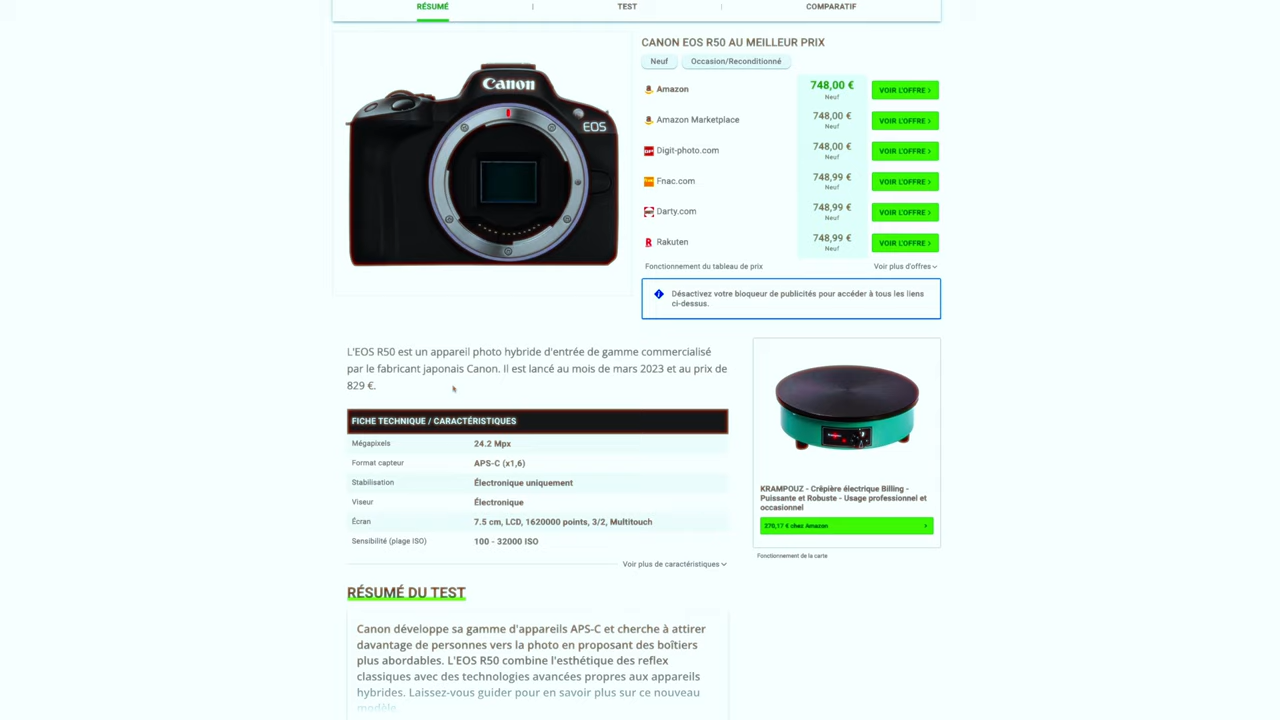 RÉSUMÉ | TEST | COMPARATIF
Canon
EOS
CANON EOS R50 AU MEILLEUR PRIX
Neuf Occasion/Reconditionné
Amazon 748,00 € VOIR L'OFFRE >
Neuf
Amazon Marketplace 748,00 € VOIR L'OFFRE >
Neuf
Digit-photo.com 748,00 € VOIR L'OFFRE >
Neuf
Fnac.com 748,99 € VOIR L'OFFRE >
Neuf
Darty.com 748,99 € VOIR L'OFFRE >
Neuf
R Rakuten 748,99 € VOIR L'OFFRE >
Neuf
Fonctionnement du tableau de prix Voir plus d'offres
Désactivez votre bloqueur de publicités pour accéder à tous les liens
ci-dessus.
L'EOS R50 est un appareil photo hybride d'entrée de gamme commercialisé
par le fabricant japonais Canon. Il est lancé au mois de mars 2023 et au prix de
829 €.
FICHE TECHNIQUE / CARACTÉRISTIQUES
Mégapixels 24.2 Mpx
Format capteur APS-C (x1,6)
Stabilisation Électronique uniquement
Viseur Électronique
Écran 7.5 cm, LCD, 1620000 points, 3/2, Multitouch
Sensibilité (plage ISO) 100 - 32000 ISO
Voir plus de caractéristiques
KRAMPOUZ - Crêpière électrique Billing -
Puissante et Robuste - Usage professionnel et
occasionnel
370,17 € chez Amazon >
Fonctionnement de la carte
RÉSUMÉ DU TEST
Canon développe sa gamme d'appareils APS-C et cherche à attirer
davantage de personnes vers la photo en proposant des boîtiers
plus abordables. L'EOS R50 combine l'esthétique des reflex
classiques avec des technologies avancées propres aux appareils
hybrides. Laissez-vous guider pour en savoir plus sur ce nouveau
modèle.